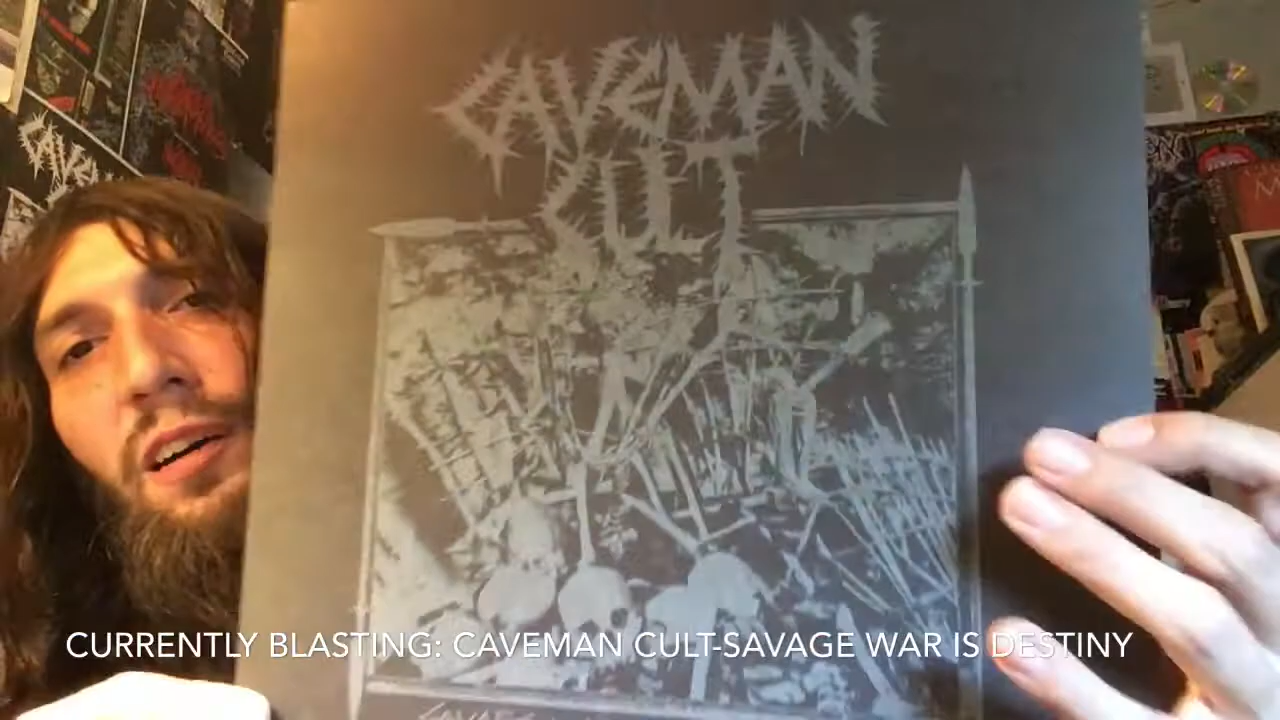 CAVEMAN
CULT
CURRENTLY BLASTING: CAVEMAN CULT-SAVAGE WAR IS DESTINY